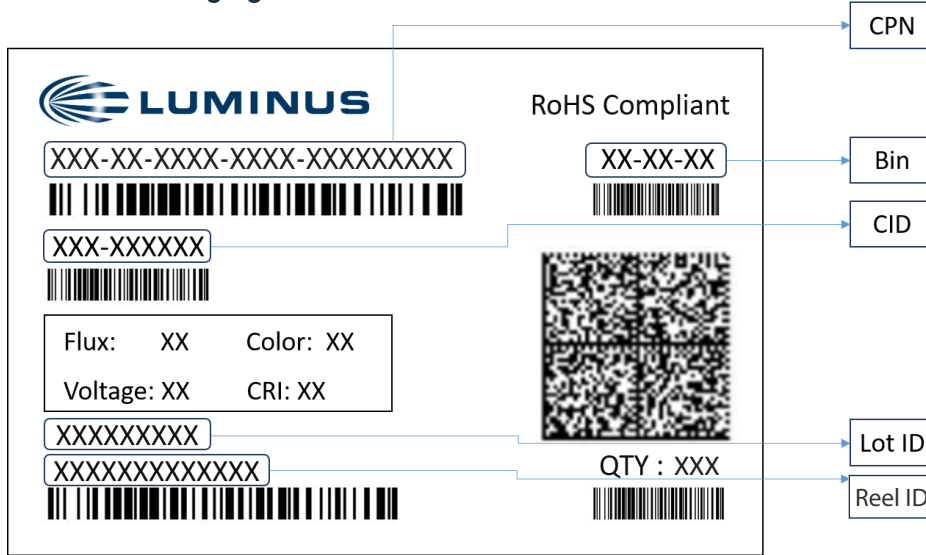 CPN
LUMINUS
RoHS Compliant
XXX-XX-XXXX-XXXX-XXXXXXXXX
XX-XX-XX
Bin
CID
XXX-XXXXXX
Flux: XX Color: XX
Voltage: XX CRI: XX
XXXXXXXXX
Lot ID
XXXXXXXXXXXXX
QTY : XXX
Reel ID